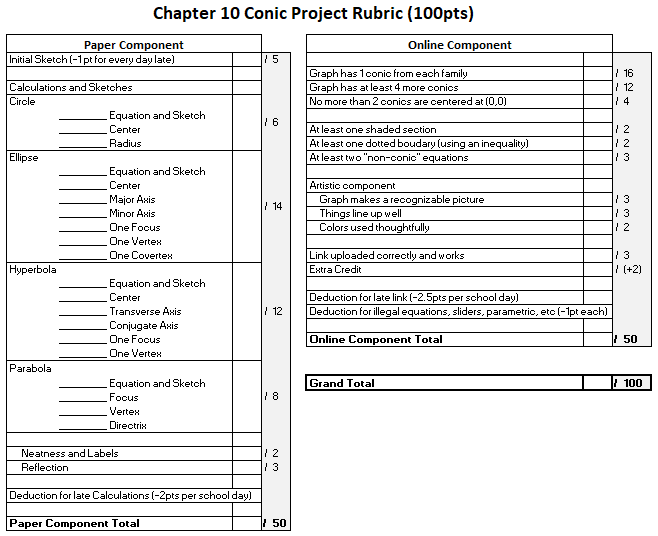 Chapter 10 Conic Project Rubric (100pts)
Paper Component
Initial Sketch (-1pt for every day late) / 5
Calculations and Sketches
Circle
________ Equation and Sketch
________ Center / 6
________ Radius
Ellipse
________ Equation and Sketch
________ Center
________ Major Axis
________ Minor Axis / 14
________ One Focus
________ One Vertex
________ One Covertex
Hyperbola
________ Equation and Sketch
________ Center
________ Transverse Axis / 12
________ Conjugate Axis
________ One Focus
________ One Vertex
Parabola
________ Equation and Sketch
________ Focus / 8
________ Vertex
________ Directrix
Neatness and Labels / 2
Reflection / 3
Deduction for late Calculations (-2pts per school day)
Paper Component Total / 50
Online Component
Graph has 1 conic from each family / 16
Graph has at least 4 more conics / 12
No more than 2 conics are centered at (0,0) / 4
At least one shaded section / 2
At least one dotted boudary (using an inequality) / 2
At least two "non-conic" equations / 3
Artistic component
Graph makes a recognizable picture / 3
Things line up well / 3
Colors used thoughtfully / 2
Link uploaded correctly and works / 3
Extra Credit / (+2)
Deduction for late link (-2.5pts per school day)
Deduction for illegal equations, sliders, parametric, etc (-1pt each)
Online Component Total / 50
Grand Total / 100